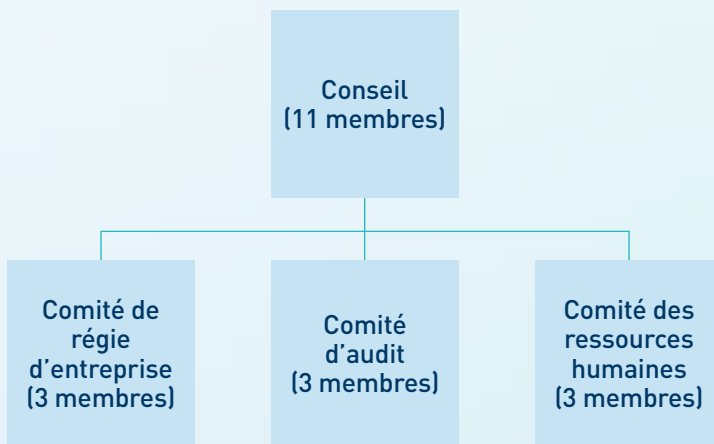 Conseil
(11 membres)
Comité de
régie
d’entreprise
(3 membres)
Comité
d’audit
(3 membres)
Comité des
ressources
humaines
(3 membres)